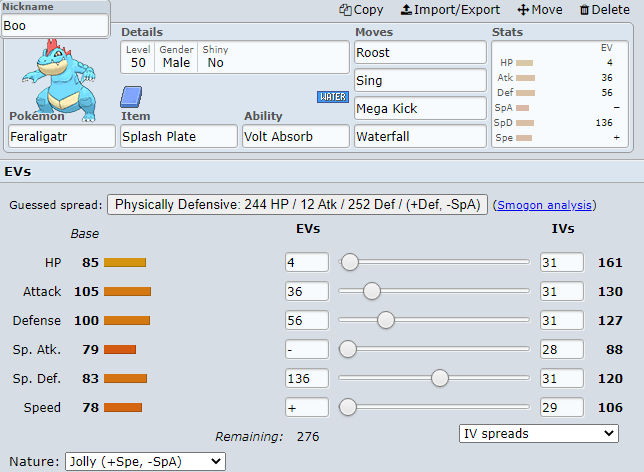 Nickname
Boo
Copy Import/Export Move Delete
Details
Level Gender Shiny
50 Male No
WATER
Pokémon Item Ability
Feraligatr Splash Plate Volt Absorb
Moves
Roost
Sing
Mega Kick
Waterfall
Stats
EV
HP 4
Atk 36
Def 56
SpA –
SpD 136
Spe +
EVs
Guessed spread: Physically Defensive: 244 HP / 12 Atk / 252 Def / (+Def, -SpA) (Smogon analysis)
Base EVs IVs
HP 85 4 31 161
Attack 105 36 31 130
Defense 100 56 31 127
Sp. Atk. 79 - 28 88
Sp. Def. 83 136 31 120
Speed 78 + 29 106
Remaining: 276 IV spreads
Nature: Jolly (+Spe, -SpA)